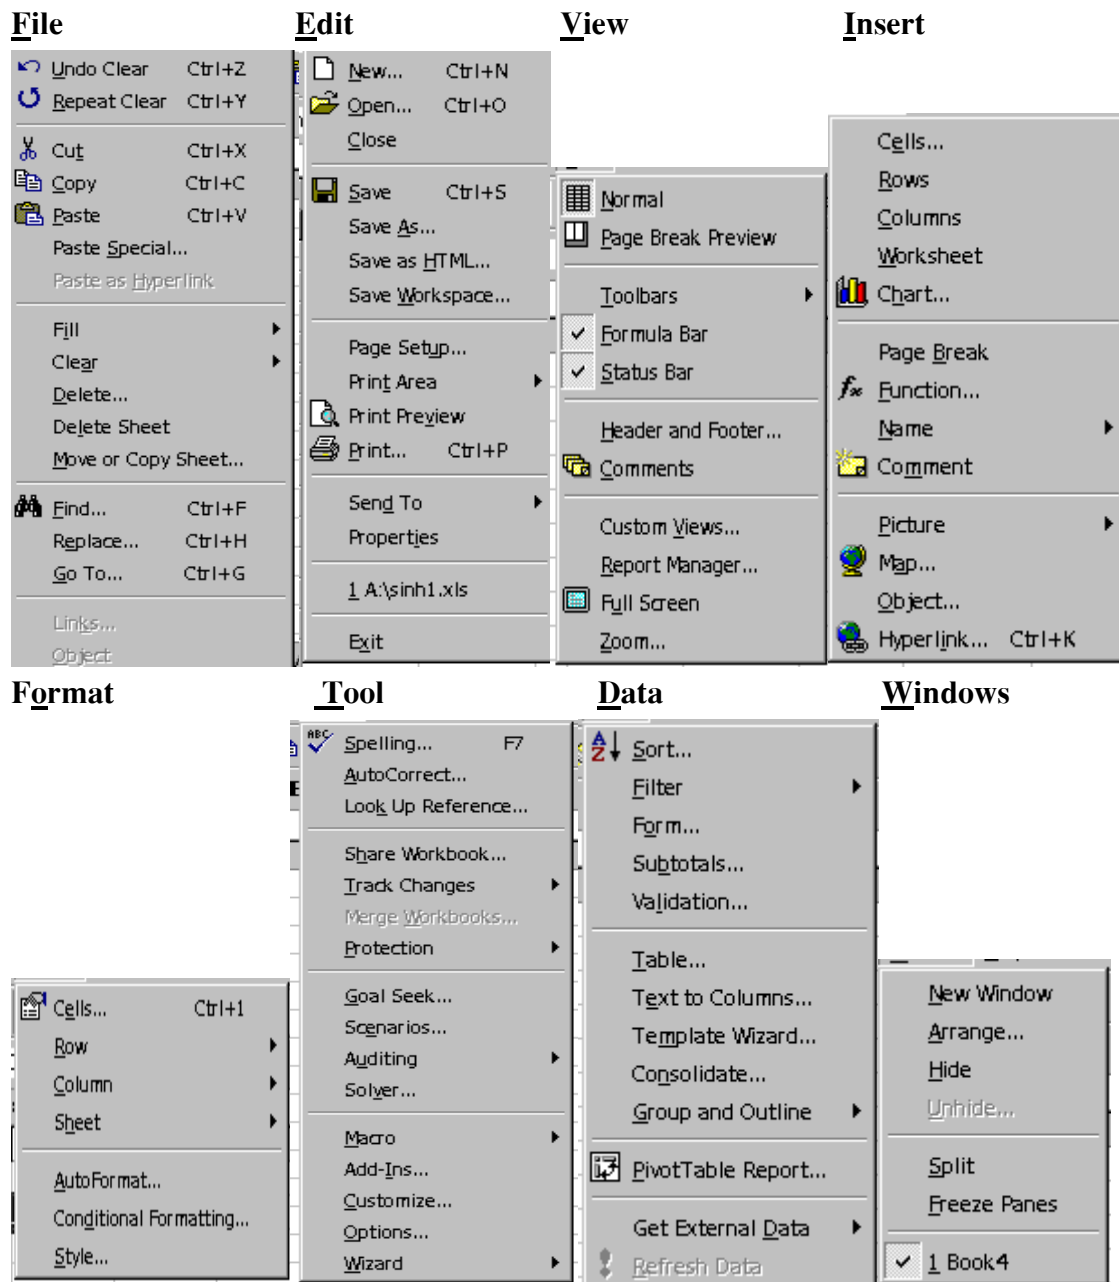 File Edit View Insert
Undo Clear Ctrl+Z
Repeat Clear Ctrl+Y
Cut Ctrl+X
Copy Ctrl+C
Paste Ctrl+V
Paste Special...
Paste as Hyperlink
Fill
Clear
Delete...
Delete Sheet
Move or Copy Sheet...
Find... Ctrl+F
Replace... Ctrl+H
Go To... Ctrl+G
Links...
Object
New... Ctrl+N
Open... Ctrl+O
Close
Save Ctrl+S
Save As...
Save as HTML...
Save Workspace...
Page Setup...
Print Area
Print Preview
Print... Ctrl+P
Send To
Properties
1 A:\sinh1.xls
Exit
Normal
Page Break Preview
Toolbars
Formula Bar
Status Bar
Header and Footer...
Comments
Custom Views...
Report Manager...
Full Screen
Zoom...
Cells...
Rows
Columns
Worksheet
Chart...
Page Break
Function...
Name
Comment
Picture
Map...
Object...
Hyperlink... Ctrl+K
Format Tool Data Windows
Cells... Ctrl+1
Row
Column
Sheet
AutoFormat...
Conditional Formatting...
Style...
Spelling... F7
AutoCorrect...
Look Up Reference...
Share Workbook...
Track Changes
Merge Workbooks...
Protection
Goal Seek...
Scenarios...
Auditing
Solver...
Macro
Add-Ins...
Customize...
Options...
Wizard
Sort...
Filter
Form...
Subtotals...
Validation...
Table...
Text to Columns...
Template Wizard...
Consolidate...
Group and Outline
PivotTable Report...
Get External Data
Refresh Data
New Window
Arrange...
Hide
Unhide...
Split
Freeze Panes
1 Book4